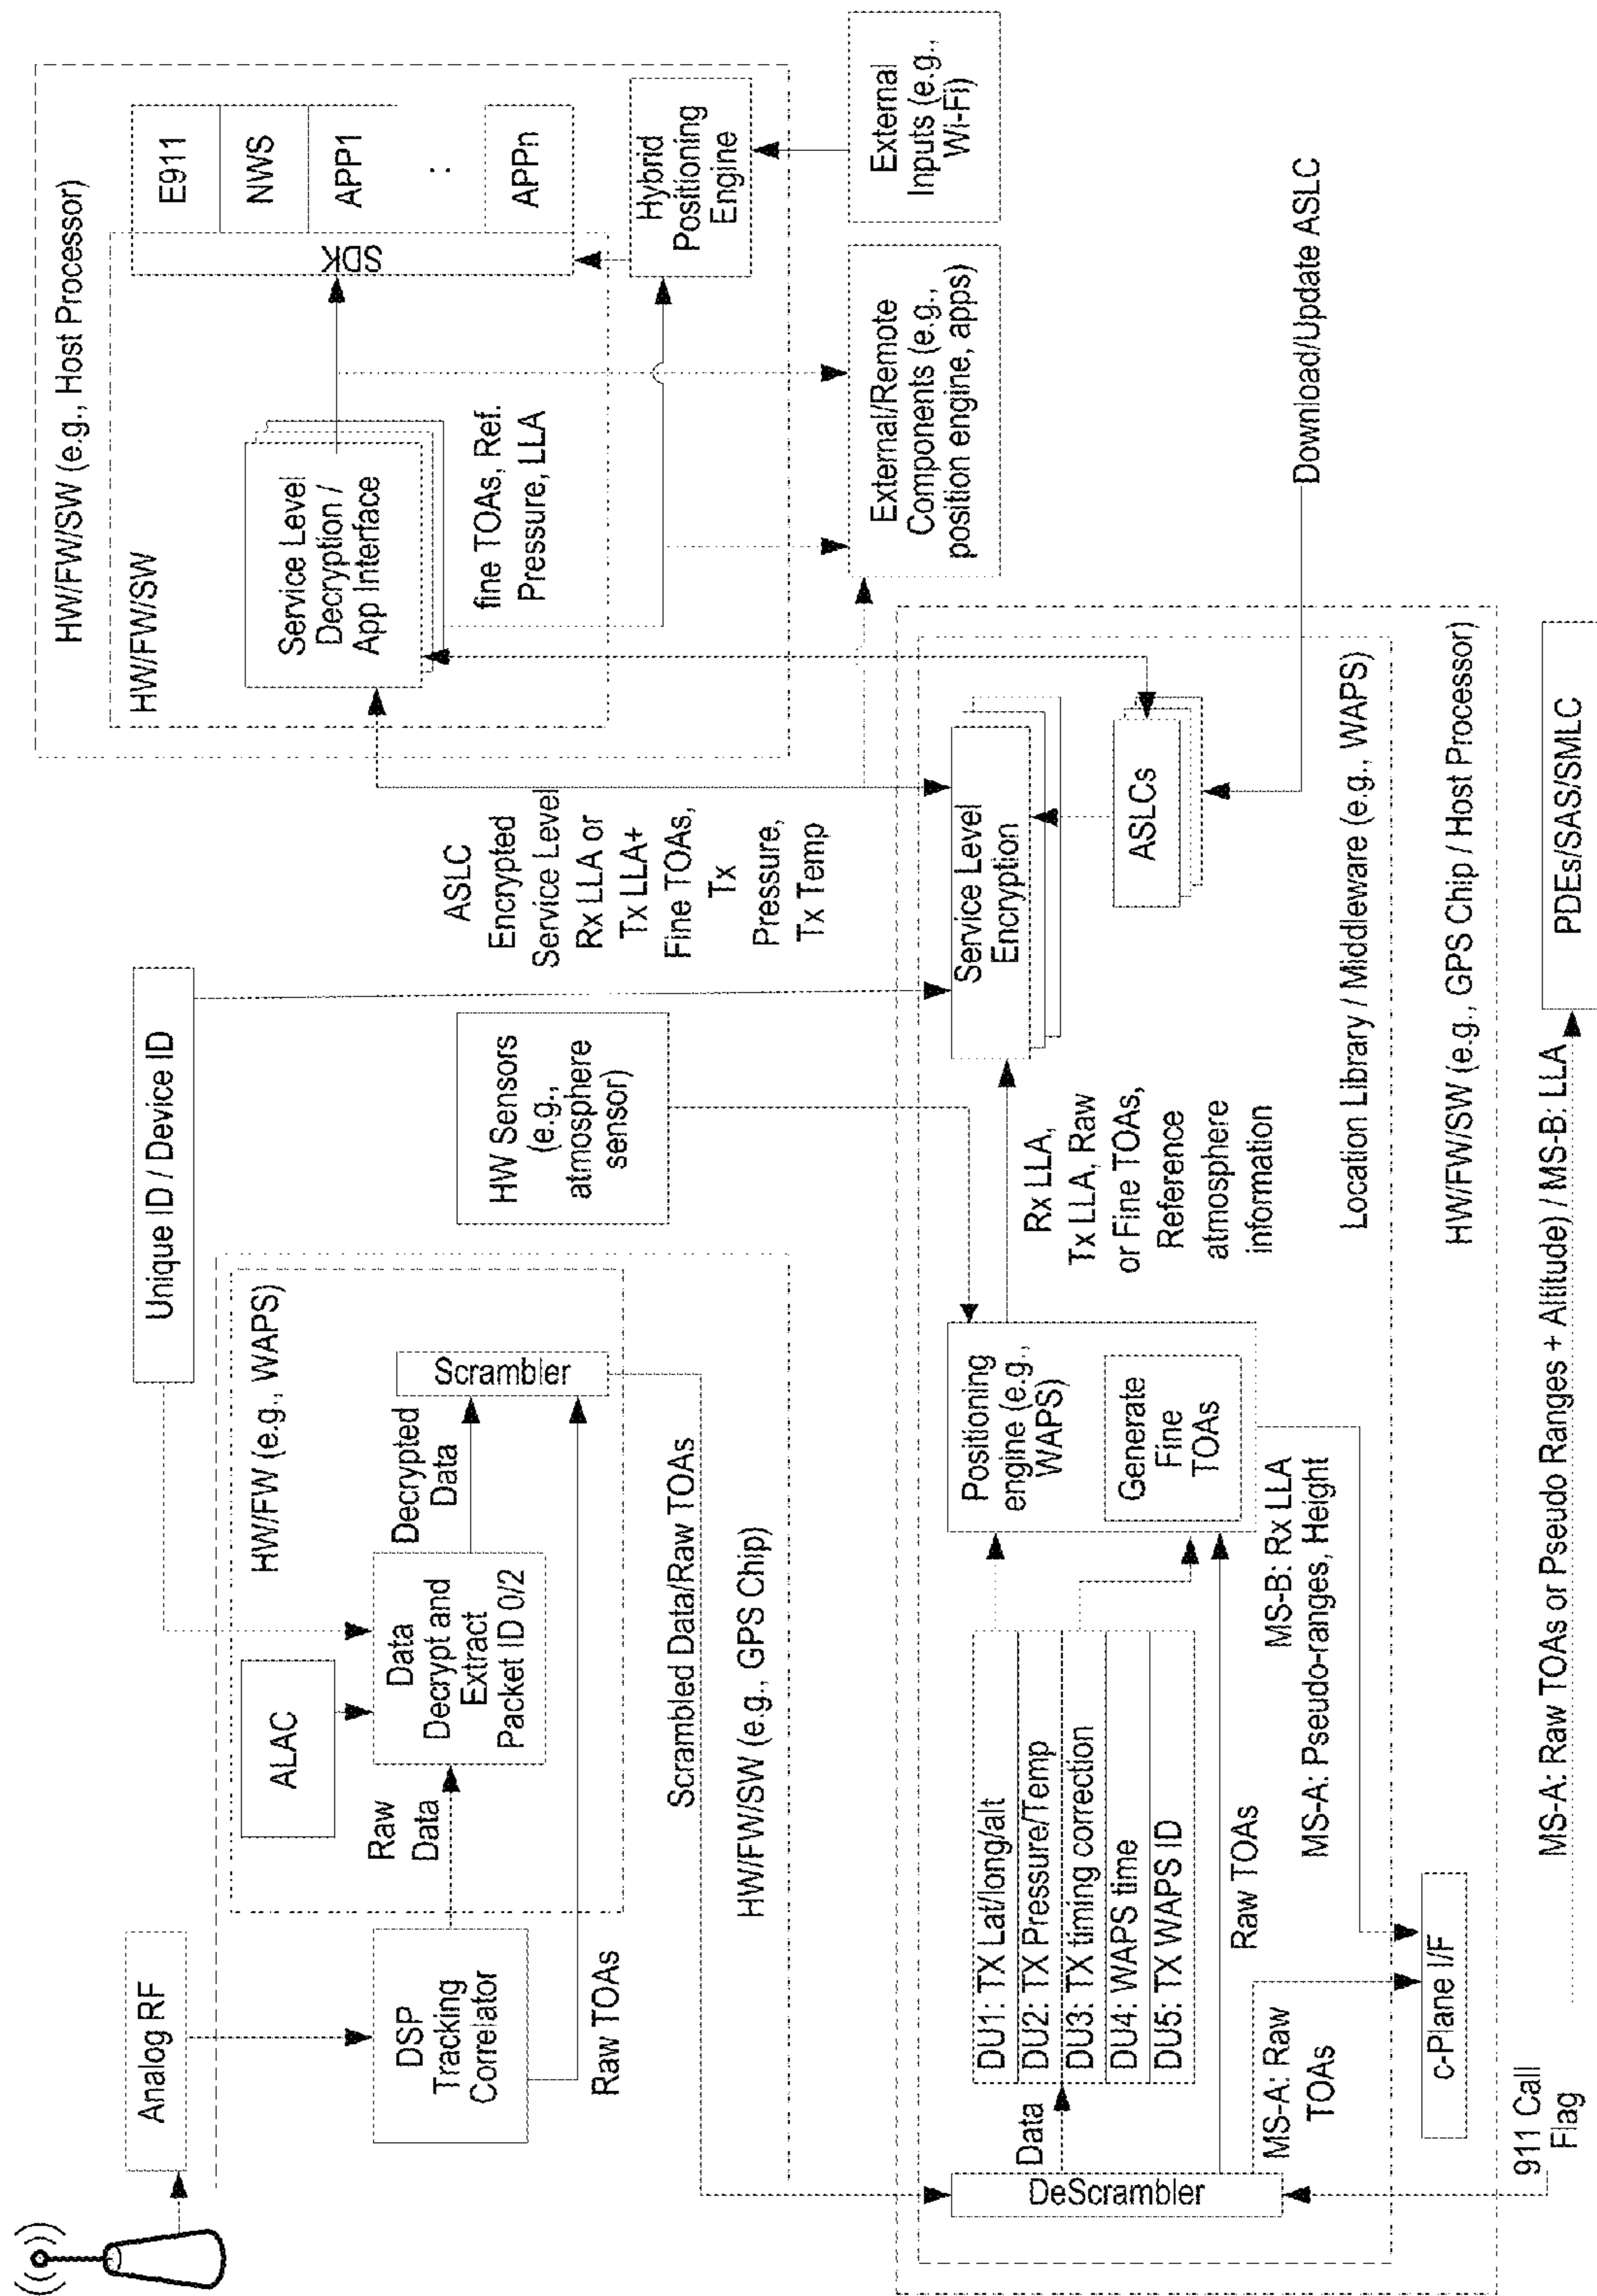 Analog RF
DSP
Tracking
Correlator
Raw TOAs
Raw
Data
ALAC
Data
Decrypt and
Extract
Packet ID 0/2
Decrypted
Data
Scrambler
HW/FW (e.g., WAPS)
Scrambled Data/Raw TOAs
HW/FW/SW (e.g., GPS Chip)
Unique ID / Device ID
HW Sensors
(e.g.,
atmosphere
sensor)
ASLC
Encrypted
Service Level
Rx LLA or
Tx LLA+
Fine TOAs,
Tx
Pressure,
Tx Temp
HW/FW/SW (e.g., Host Processor)
HW/FW/SW
Service Level
Decryption /
App Interface
fine TOAs, Ref.
Pressure, LLA
SDK
E911
NWS
APP1
:
APPn
Hybrid
Positioning
Engine
External/Remote
Components (e.g.,
position engine, apps)
External
Inputs (e.g.,
Wi-Fi)
DeScrambler
Data
DU1: TX Lat/long/alt
DU2: TX Pressure/Temp
DU3: TX timing correction
DU4: WAPS time
DU5: TX WAPS ID
Raw TOAs
MS-A: Raw
TOAs
Positioning
engine (e.g.,
WAPS)
Generate
Fine
TOAs
MS-B: Rx LLA
MS-A: Pseudo-ranges, Height
Rx LLA,
Tx LLA, Raw
or Fine TOAs,
Reference
atmosphere
information
Service Level
Encryption
ASLCs
Download/Update ASLC
Location Library / Middleware (e.g., WAPS)
c-Plane I/F
HW/FW/SW (e.g., GPS Chip / Host Processor)
911 Call
Flag
MS-A: Raw TOAs or Pseudo Ranges + Altitude) / MS-B: LLA
PDEs/SAS/SMLC